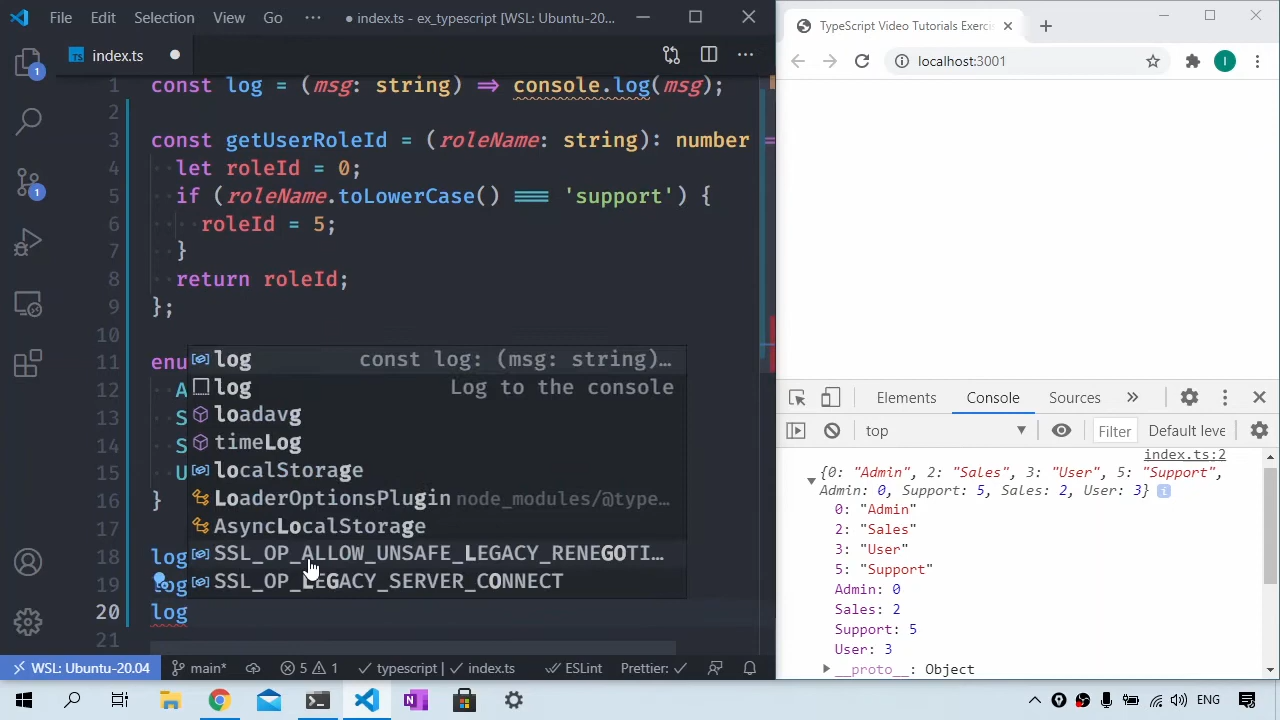 File Edit Selection View Go ··· ● index.ts - ex_typescript [WSL: Ubuntu-20...
TS index.ts ●
1 const log = (msg: string) => console.log(msg);
2
3 const getUserRoleId = (roleName: string): number =
4 let roleId = 0;
5 if (roleName.toLowerCase() === 'support') {
6 roleId = 5;
7 }
8 return roleId;
9 };
10
11 enu
12 A
13 S
14 S
15 U
16 }
17
18 log
19 log
20 log
21
log const log: (msg: string)...
log Log to the console
loadavg
timeLog
localStorage
LoaderOptionsPlugin node_modules/@type...
AsyncLocalStorage
SSL_OP_ALLOW_UNSAFE_LEGACY_RENEGOTI...
SSL_OP_LEGACY_SERVER_CONNECT
1
1
WSL: Ubuntu-20.04 main* 5 1 typescript | index.ts ESLint Prettier:
TypeScript Video Tutorials Exerci
localhost:3001 I
Elements Console Sources
top Filter Default leve
index.ts:2
{0: "Admin", 2: "Sales", 3: "User", 5: "Support",
Admin: 0, Support: 5, Sales: 2, User: 3} i
0: "Admin"
2: "Sales"
3: "User"
5: "Support"
Admin: 0
Sales: 2
Support: 5
User: 3
__proto__: Object
ENG